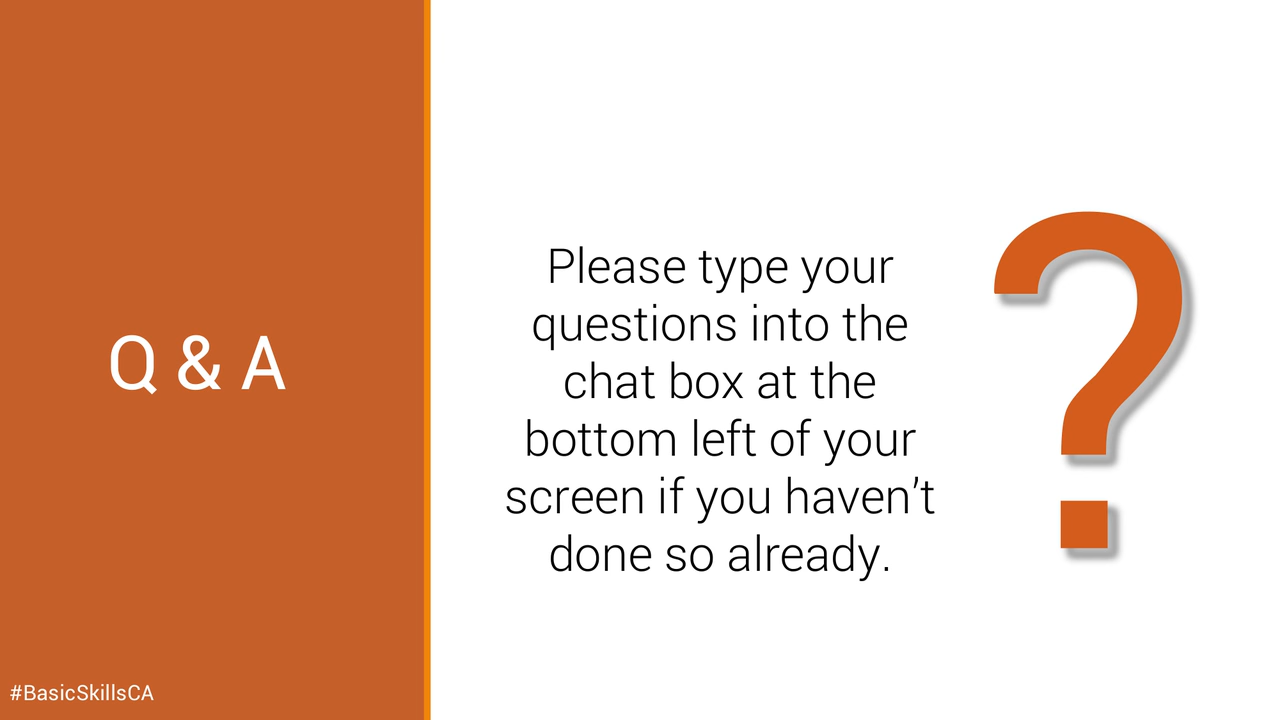 Q & A
Please type your
questions into the
chat box at the
bottom left of your
screen if you haven’t
done so already.
?
#BasicSkillsCA